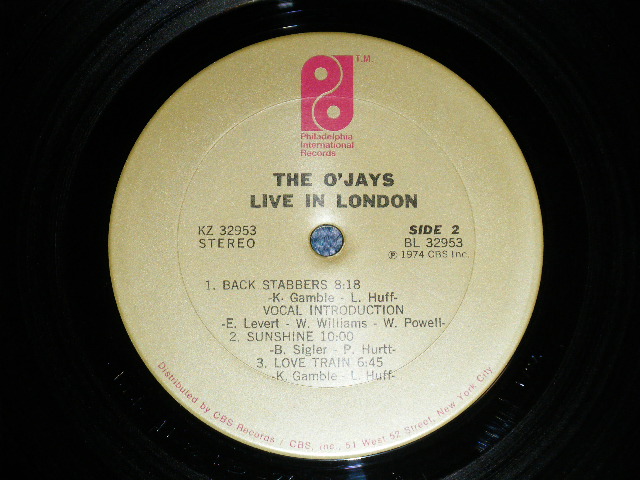 T.M.
Philadelphia
International
Records
THE O'JAYS
LIVE IN LONDON
KZ 32953
STEREO
SIDE 2
BL 32953
℗ 1974 CBS Inc.
1. BACK STABBERS 8:18
-K. Gamble - L. Huff-
VOCAL INTRODUCTION
-E. Levert - W. Williams - W. Powell-
2. SUNSHINE 10:00
-B. Sigler - P. Hurtt-
3. LOVE TRAIN 6:45
-K. Gamble - L. Huff-
Distributed by CBS Records / CBS, Inc., 51 West 52 Street, New York City